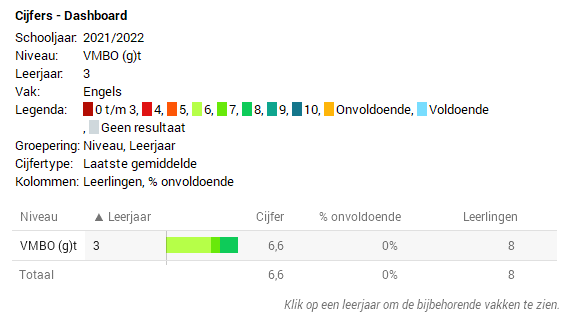 Cijfers - Dashboard
Schooljaar: 2021/2022
Niveau: VMBO (g)t
Leerjaar: 3
Vak: Engels
Legenda: 0 t/m 3, 4, 5, 6, 7, 8, 9, 10, Onvoldoende, Voldoende
, Geen resultaat
Groepering: Niveau, Leerjaar
Cijfertype: Laatste gemiddelde
Kolommen: Leerlingen, % onvoldoende
Niveau ▲ Leerjaar Cijfer % onvoldoende Leerlingen
VMBO (g)t 3 6,6 0% 8
Totaal 6,6 0% 8
Klik op een leerjaar om de bijbehorende vakken te zien.